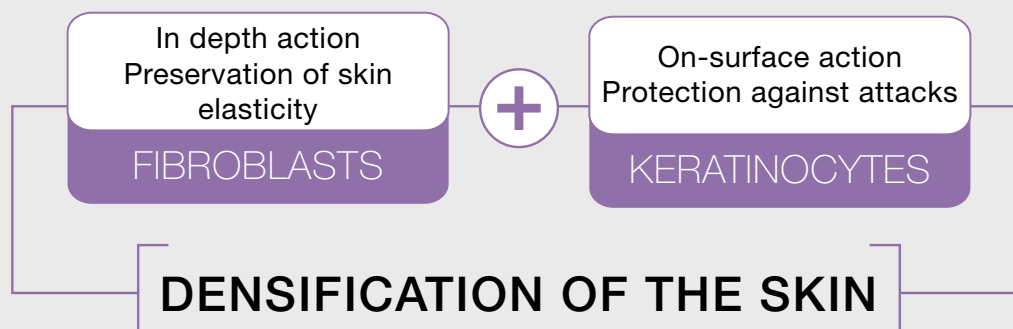 In depth action
Preservation of skin
elasticity
FIBROBLASTS
+
On-surface action
Protection against attacks
KERATINOCYTES
DENSIFICATION OF THE SKIN